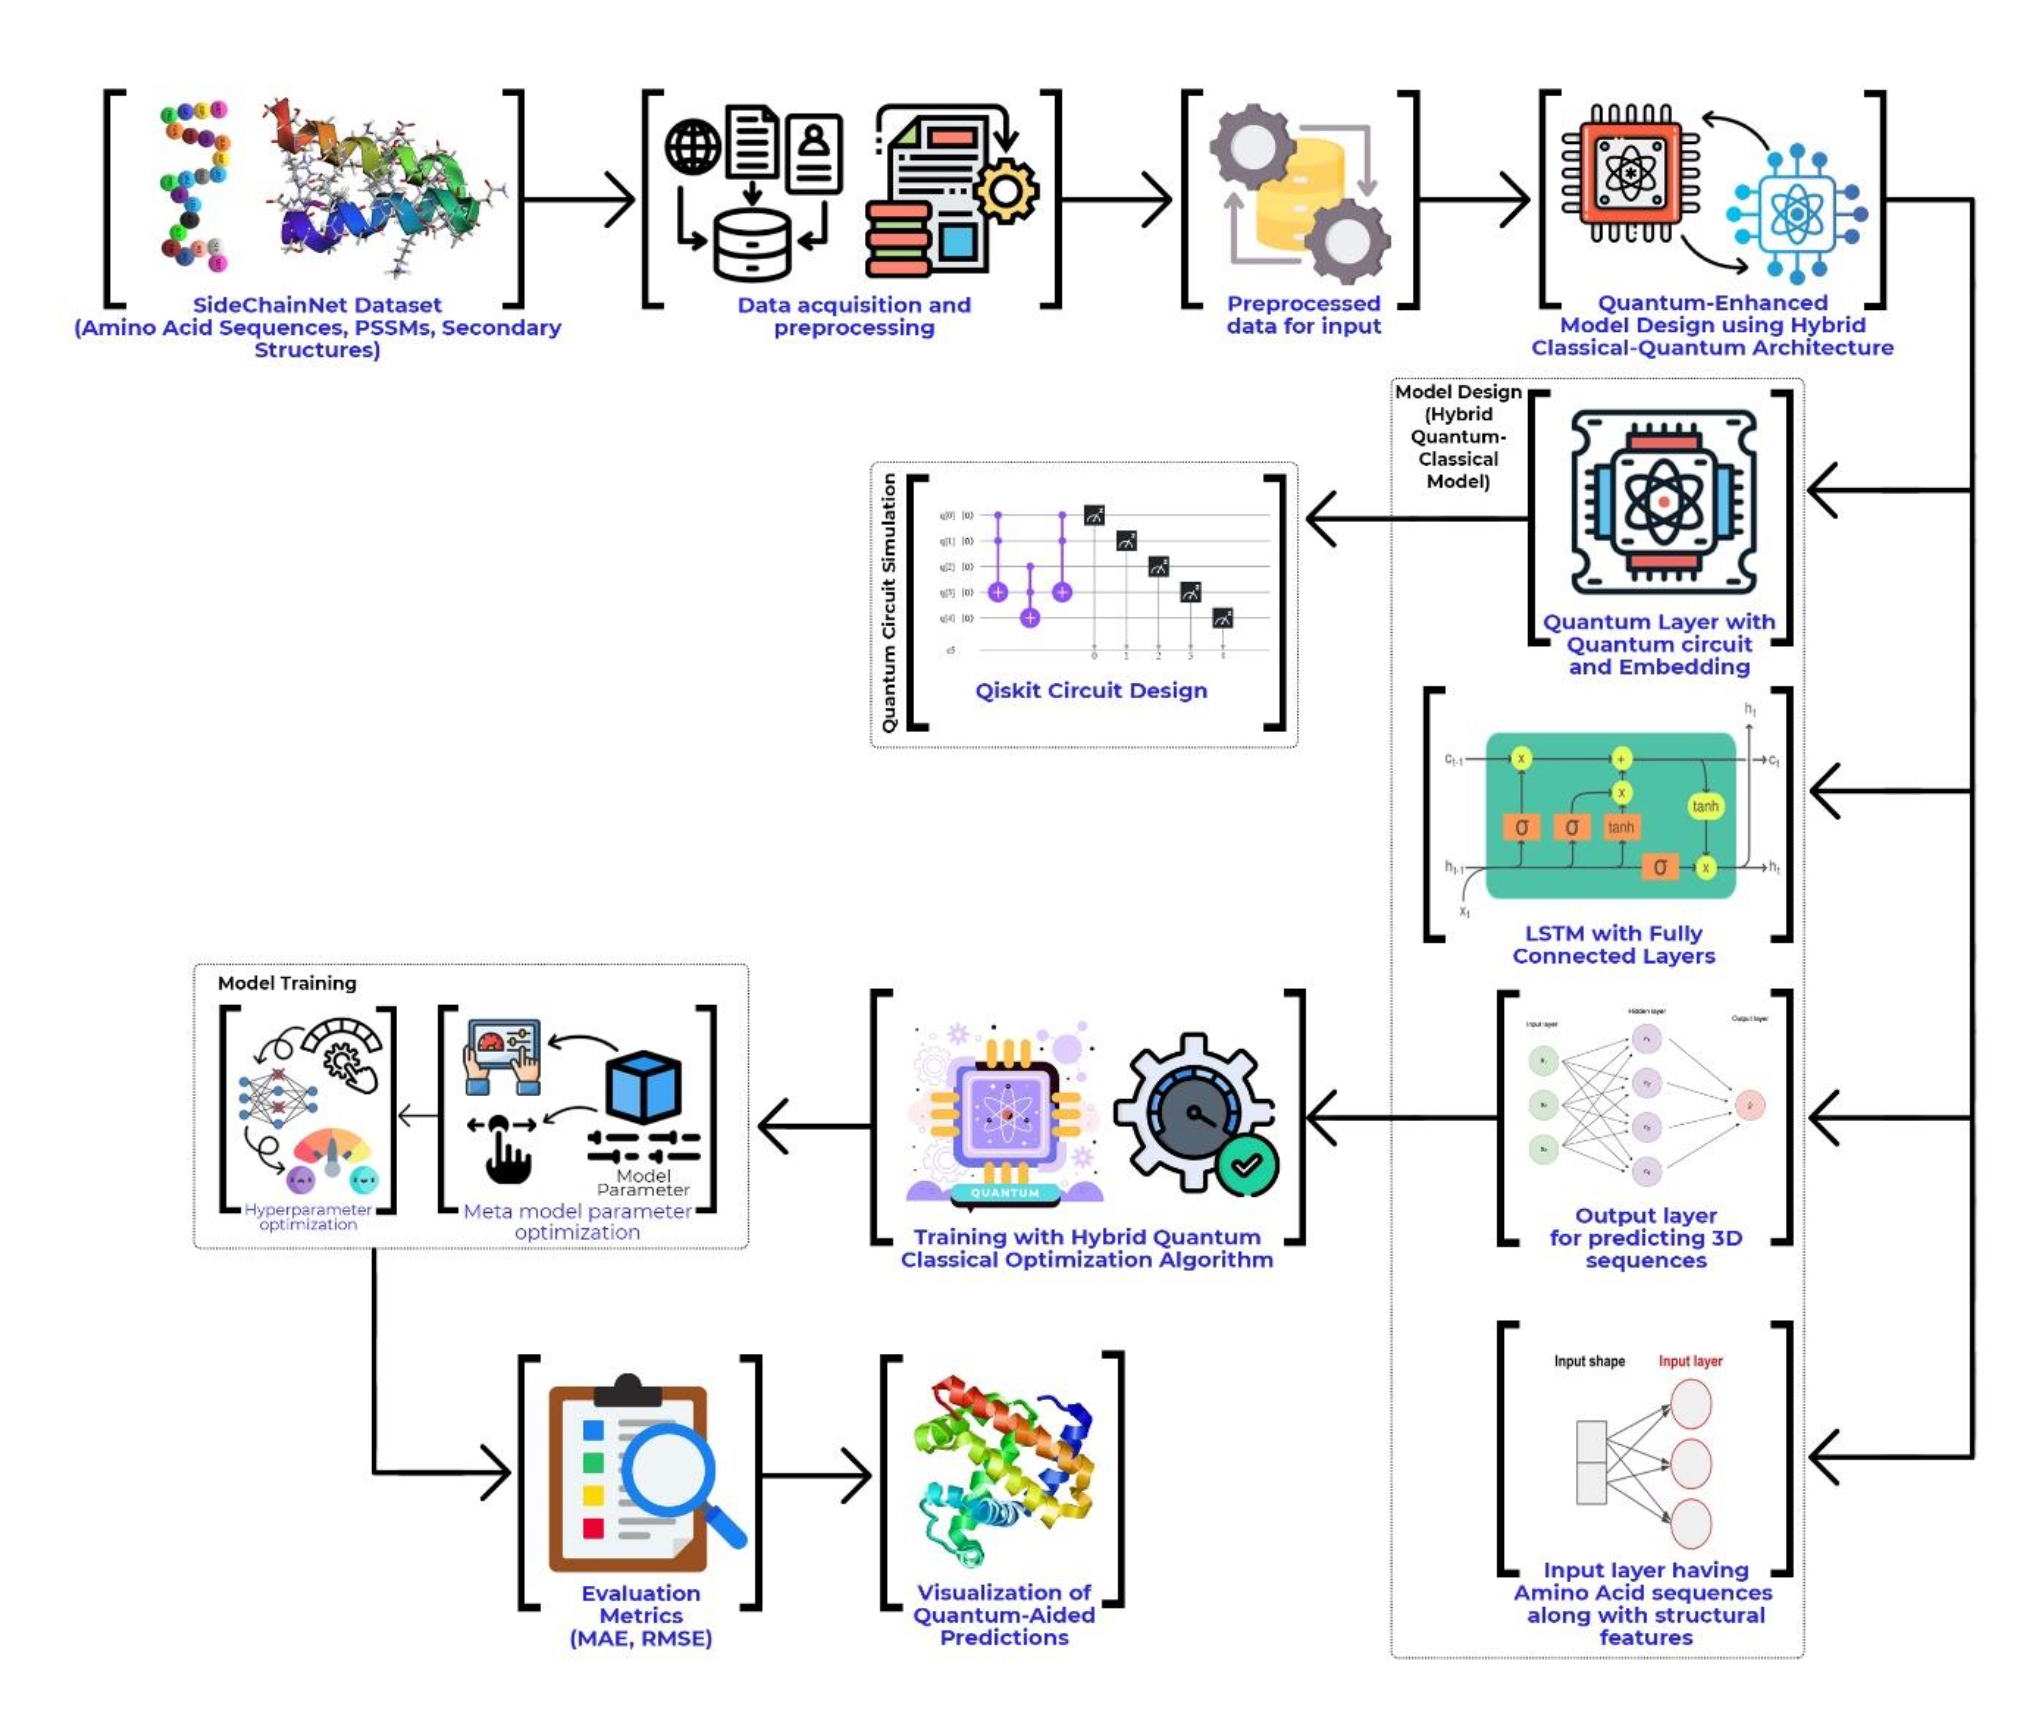 SideChainNet Dataset
(Amino Acid Sequences, PSSMs, Secondary
Structures)
Data acquisition and
preprocessing
Preprocessed
data for input
Quantum-Enhanced
Model Design using Hybrid
Classical-Quantum Architecture
Model Design
(Hybrid
Quantum-
Classical
Model)
Quantum Layer with
Quantum circuit
and Embedding
Quantum Circuit Simulation
q[0] |0⟩
q[1] |0⟩
q[2] |0⟩
q[3] |0⟩
q[4] |0⟩
c5
0 1 2 3 4
Qiskit Circuit Design
hₜ
Cₜ₋₁ x + Cₜ
x
tanh
σ σ tanh
hₜ₋₁ σ x hₜ
Xₜ
LSTM with Fully
Connected Layers
Input layer
Hidden layer
Output layer
Output layer
for predicting 3D
sequences
QUANTUM
Training with Hybrid Quantum
Classical Optimization Algorithm
Model Training
Model
Parameter
Meta model parameter
optimization
Hyperparameter
optimization
Input shape Input layer
Input layer having
Amino Acid sequences
along with structural
features
Evaluation
Metrics
(MAE, RMSE)
Visualization of
Quantum-Aided
Predictions